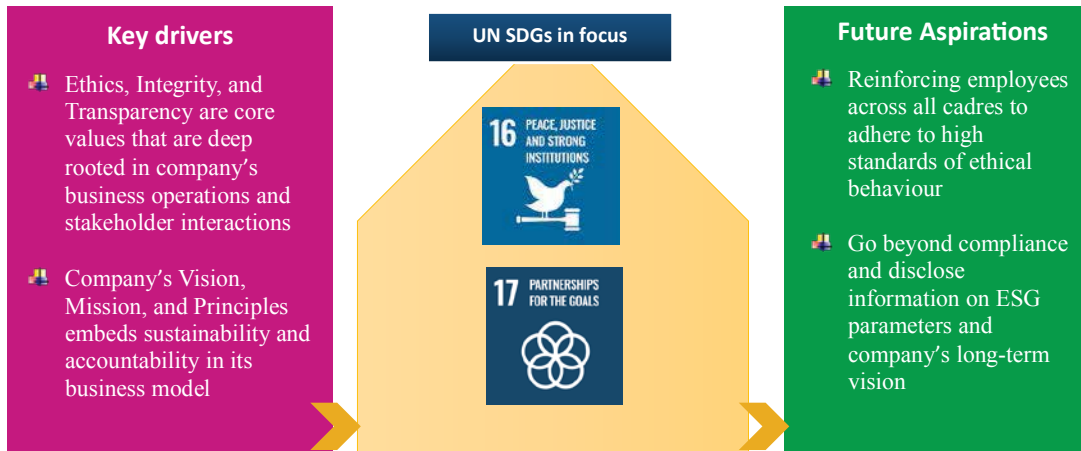 Key drivers
Ethics, Integrity, and
Transparency are core
values that are deep
rooted in company's
business operations and
stakeholder interactions
Company's Vision,
Mission, and Principles
embeds sustainability and
accountability in its
business model
UN SDGs in focus
16 PEACE, JUSTICE
AND STRONG
INSTITUTIONS
17 PARTNERSHIPS
FOR THE GOALS
Future Aspirations
Reinforcing employees
across all cadres to
adhere to high
standards of ethical
behaviour
Go beyond compliance
and disclose
information on ESG
parameters and
company's long-term
vision